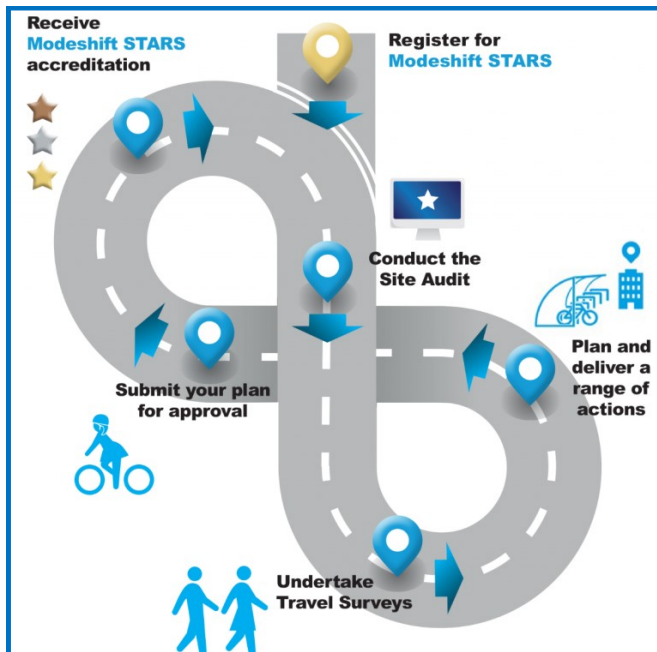 Receive
Modeshift STARS
accreditation
Register for
Modeshift STARS
Conduct the
Site Audit
Plan and
deliver a
range of
actions
Submit your plan
for approval
Undertake
Travel Surveys